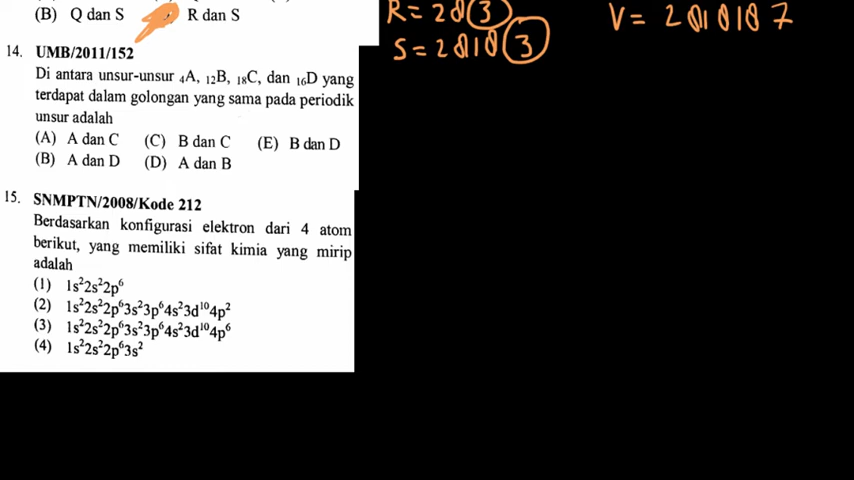 (B) Q dan S R dan S
14. UMB/2011/152
Di antara unsur-unsur ₄A, ₁₂B, ₁₈C, dan ₁₆D yang
terdapat dalam golongan yang sama pada periodik
unsur adalah
(A) A dan C (C) B dan C (E) B dan D
(B) A dan D (D) A dan B
15. SNMPTN/2008/Kode 212
Berdasarkan konfigurasi elektron dari 4 atom
berikut, yang memiliki sifat kimia yang mirip
adalah
(1) 1s²2s²2p⁶
(2) 1s²2s²2p⁶3s²3p⁶4s²3d¹⁰4p²
(3) 1s²2s²2p⁶3s²3p⁶4s²3d¹⁰4p⁶
(4) 1s²2s²2p⁶3s²
R = 2 8 3
S = 2 8 18 3
V = 2 8 18 18 7